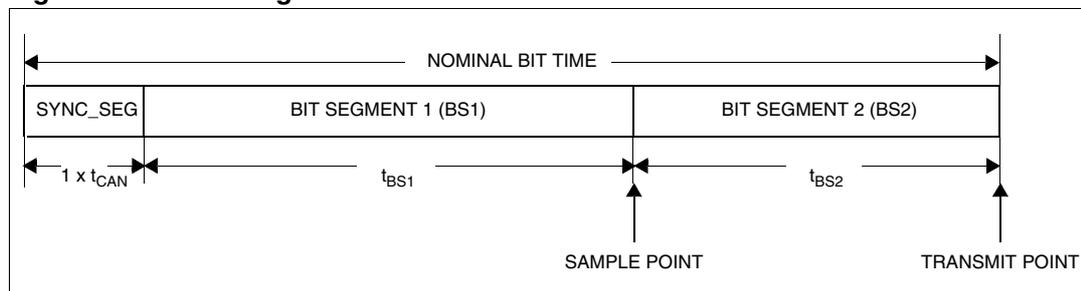 NOMINAL BIT TIME
SYNC_SEG
BIT SEGMENT 1 (BS1)
BIT SEGMENT 2 (BS2)
1 x tCAN
tBS1
tBS2
SAMPLE POINT
TRANSMIT POINT